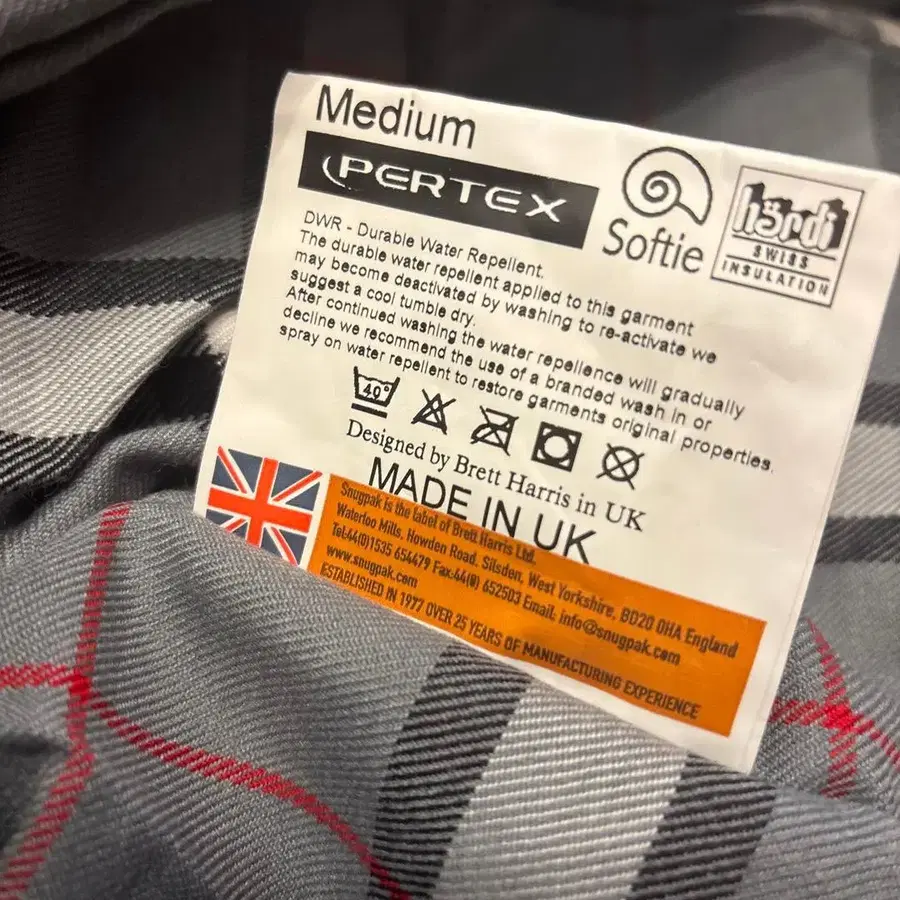 Medium
PERTEX
Softie
hördi
SWISS
INSULATION
DWR - Durable Water Repellent.
The durable water repellent applied to this garment
may become deactivated by washing to re-activate we
suggest a cool tumble dry.
After continued washing the water repellence will gradually
decline we recommend the use of a branded wash in or
spray on water repellent to restore garments original properties.
40°
Designed by Brett Harris in UK
MADE IN UK
Snugpak is the label of Brett Harris Ltd.
Waterloo Mills, Howden Road, Silsden, West Yorkshire, BD20 0HA England
Tel:44(0)1535 654479 Fax:44(0) 652503 Email: info@snugpak.com
www.snugpak.com
ESTABLISHED IN 1977 OVER 25 YEARS OF MANUFACTURING EXPERIENCE